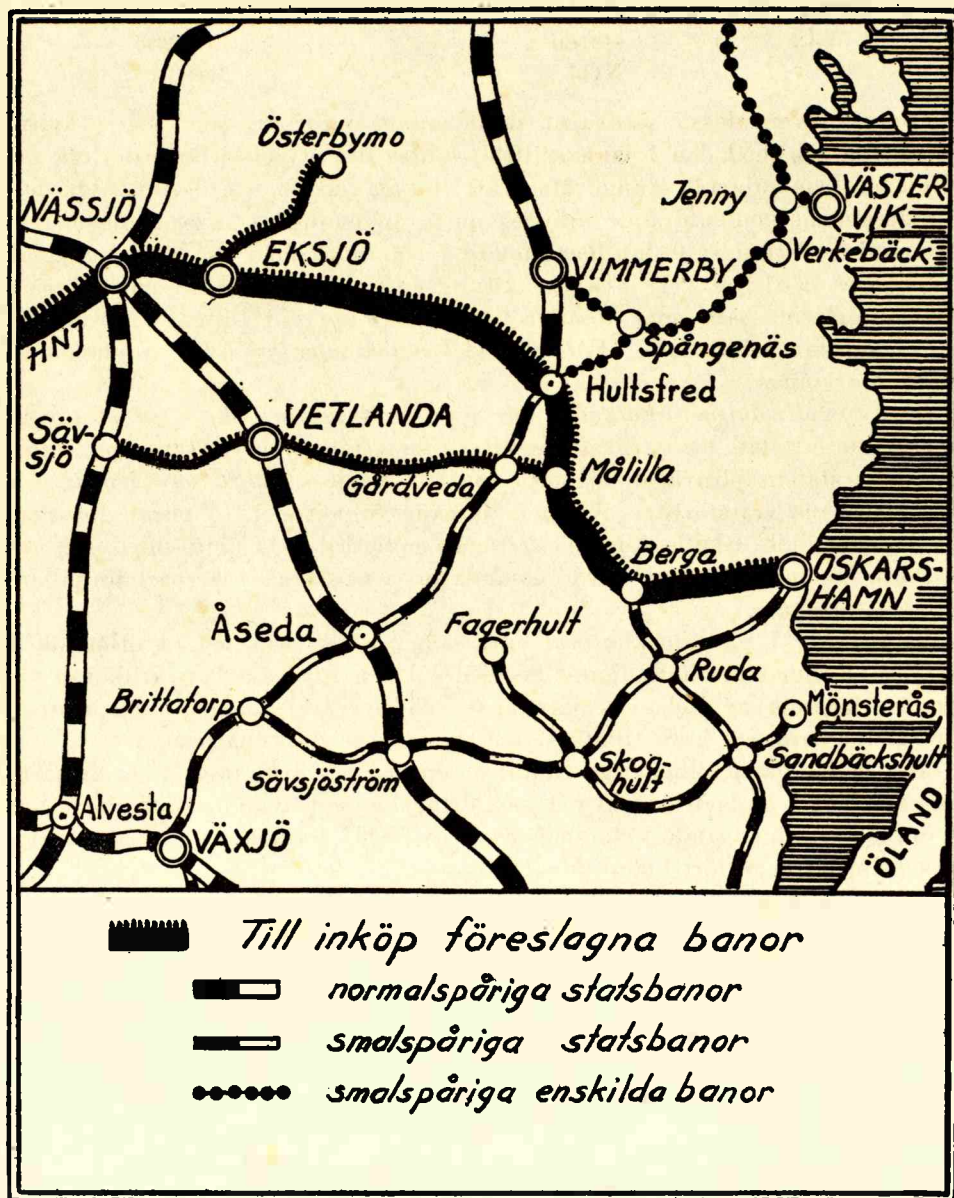 Österbymo
NÄSSJÖ
EKSJÖ
Jenny
VÄSTER-
VIK
Verkebäck
VIMMERBY
HNJ
Spångenäs
Hultsfred
VETLANDA
Säv-
sjö
Gårdveda
Målilla
Berga
OSKARS-
HAMN
Åseda
Fagerhult
Ruda
Brittatorp
Mönsterås
Sävsjöström
Skog-
hult
Sandbäckshult
Alvesta
VÄXJÖ
ÖLAND
Till inköp föreslagna banor
normalspåriga statsbanor
smalspåriga statsbanor
smalspåriga enskilda banor